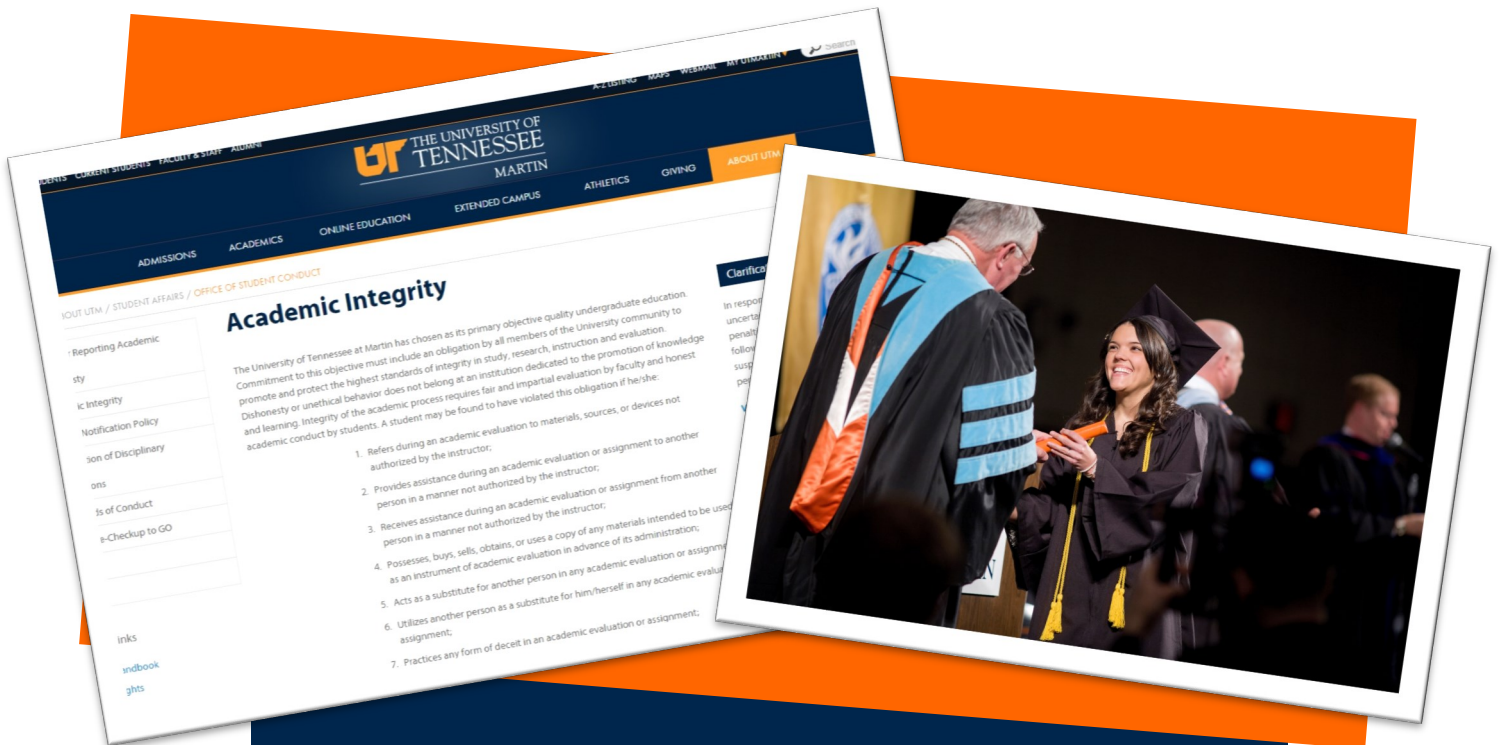 Search
A-Z LISTING MAPS WEBMAIL MY UTMARTIN
CURRENT STUDENTS FACULTY & STAFF ALUMNI
UT THE UNIVERSITY OF
TENNESSEE
MARTIN
ADMISSIONS ACADEMICS ONLINE EDUCATION EXTENDED CAMPUS ATHLETICS GIVING ABOUT UTM
OUT UTM / STUDENT AFFAIRS / OFFICE OF STUDENT CONDUCT
Reporting Academic
sty
ic Integrity
Notification Policy
ion of Disciplinary
ons
ds of Conduct
e-Checkup to GO
inks
andbook
ghts
Academic Integrity
The University of Tennessee at Martin has chosen as its primary objective quality undergraduate education.
Commitment to this objective must include an obligation by all members of the University community to
promote and protect the highest standards of integrity in study, research, instruction and evaluation.
Dishonesty or unethical behavior does not belong at an institution dedicated to the promotion of knowledge
and learning. Integrity of the academic process requires fair and impartial evaluation by faculty and honest
academic conduct by students. A student may be found to have violated this obligation if he/she:
1. Refers during an academic evaluation to materials, sources, or devices not
authorized by the instructor;
2. Provides assistance during an academic evaluation or assignment to another
person in a manner not authorized by the instructor;
3. Receives assistance during an academic evaluation or assignment from another
person in a manner not authorized by the instructor;
4. Possesses, buys, sells, obtains, or uses a copy of any materials intended to be used
as an instrument of academic evaluation in advance of its administration;
5. Acts as a substitute for another person in any academic evaluation or assignme
6. Utilizes another person as a substitute for him/herself in any academic evalua
assignment;
7. Practices any form of deceit in an academic evaluation or assignment;
Clarifica
In respon
uncerta
penalt
follow
susp
pe